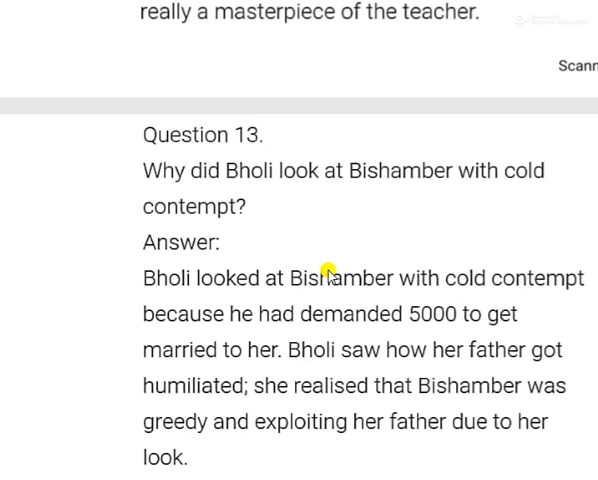 really a masterpiece of the teacher.
Scann
Question 13.
Why did Bholi look at Bishamber with cold
contempt?
Answer:
Bholi looked at Bishamber with cold contempt
because he had demanded 5000 to get
married to her. Bholi saw how her father got
humiliated; she realised that Bishamber was
greedy and exploiting her father due to her
look.